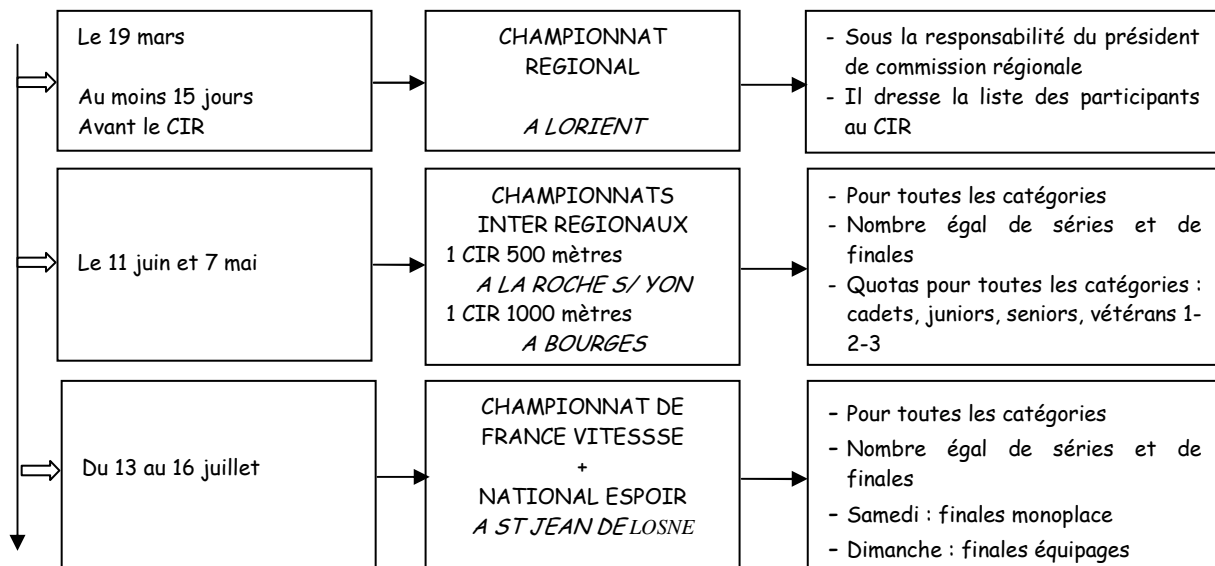 Le 19 mars
Au moins 15 jours
Avant le CIR
CHAMPIONNAT
REGIONAL
A LORIENT
- Sous la responsabilité du président
de commission régionale
- Il dresse la liste des participants
au CIR
Le 11 juin et 7 mai
CHAMPIONNATS
INTER REGIONAUX
1 CIR 500 mètres
A LA ROCHE S/ YON
1 CIR 1000 mètres
A BOURGES
- Pour toutes les catégories
- Nombre égal de séries et de
finales
- Quotas pour toutes les catégories :
cadets, juniors, seniors, vétérans 1-
2-3
Du 13 au 16 juillet
CHAMPIONNAT DE
FRANCE VITESSSE
+
NATIONAL ESPOIR
A ST JEAN DE LOSNE
- Pour toutes les catégories
- Nombre égal de séries et de
finales
- Samedi : finales monoplace
- Dimanche : finales équipages